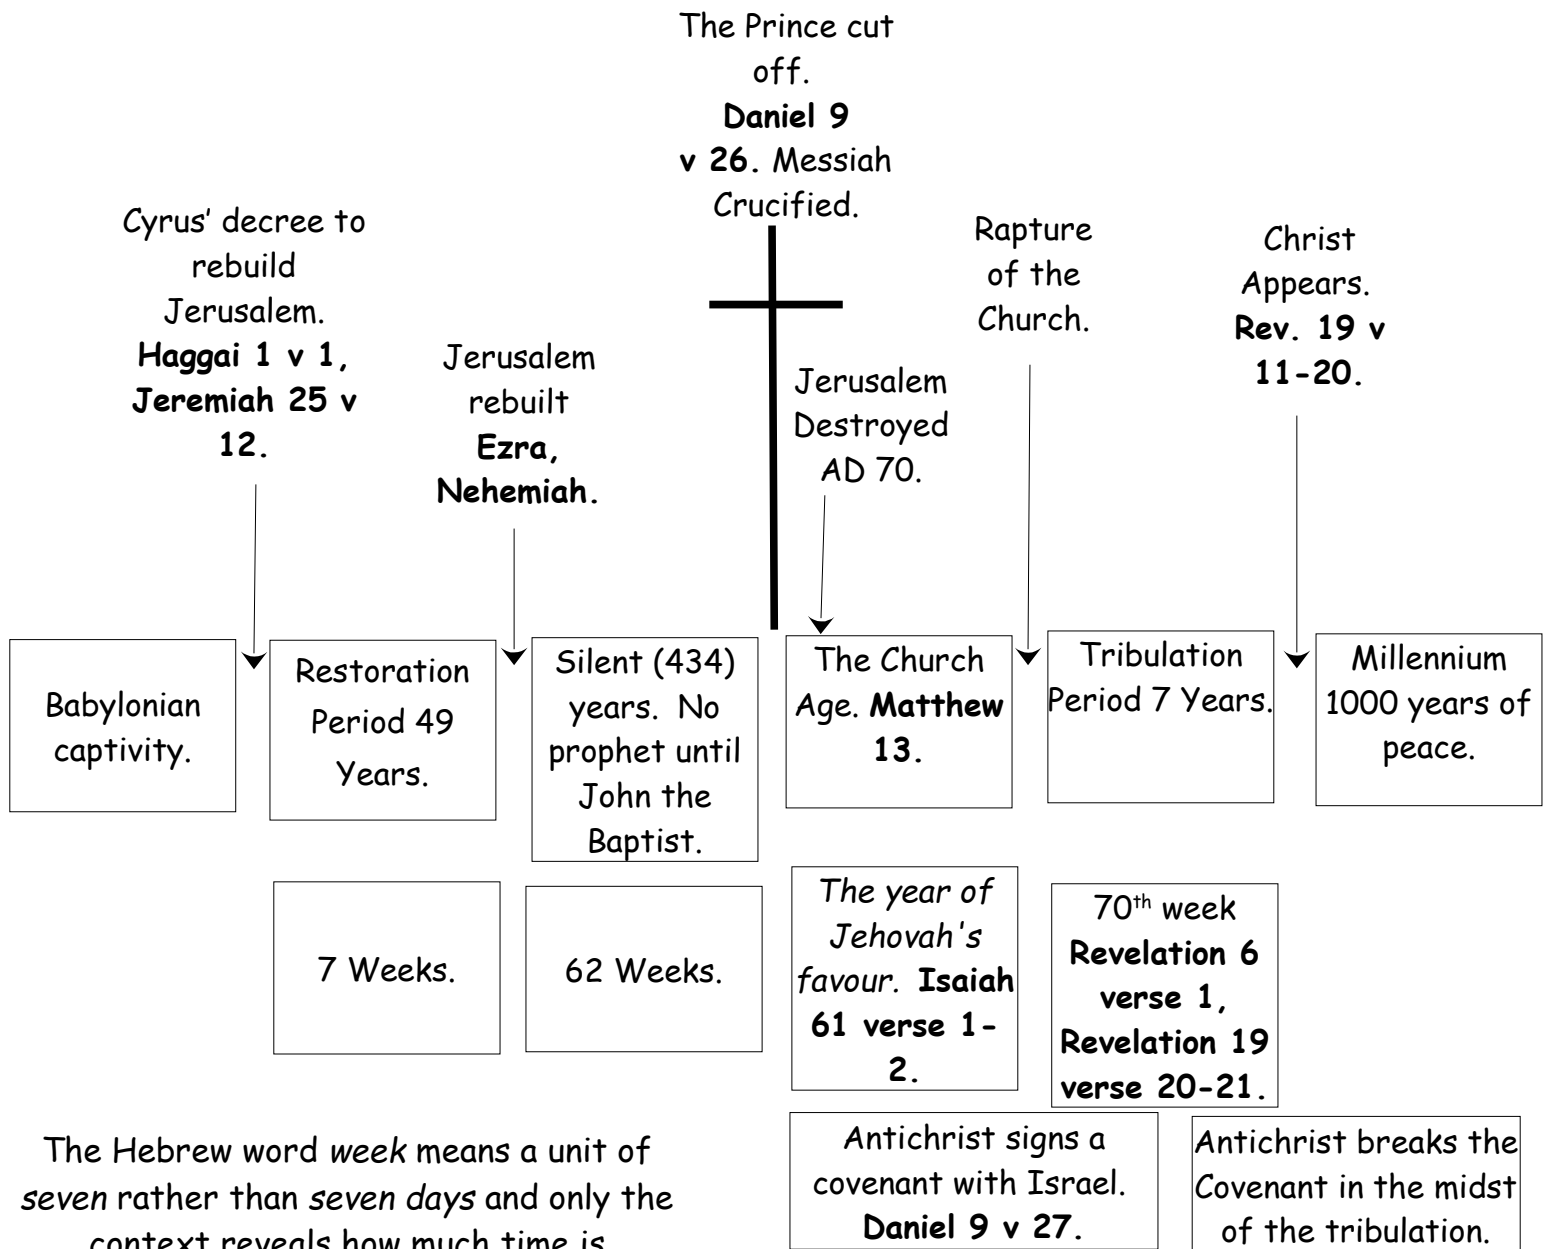 The Prince cut
off.
Daniel 9
v 26. Messiah
Crucified.
Cyrus' decree to
rebuild
Jerusalem.
Haggai 1 v 1,
Jeremiah 25 v
12.
Jerusalem
rebuilt
Ezra,
Nehemiah.
Jerusalem
Destroyed
AD 70.
Rapture
of the
Church.
Christ
Appears.
Rev. 19 v
11-20.
Babylonian
captivity.
Restoration
Period 49
Years.
Silent (434)
years. No
prophet until
John the
Baptist.
The Church
Age. Matthew
13.
Tribulation
Period 7 Years.
Millennium
1000 years of
peace.
7 Weeks.
62 Weeks.
The year of
Jehovah's
favour. Isaiah
61 verse 1-
2.
70th week
Revelation 6
verse 1,
Revelation 19
verse 20-21.
The Hebrew word week means a unit of
seven rather than seven days and only the
context reveals how much time is
Antichrist signs a
covenant with Israel.
Daniel 9 v 27.
Antichrist breaks the
Covenant in the midst
of the tribulation.